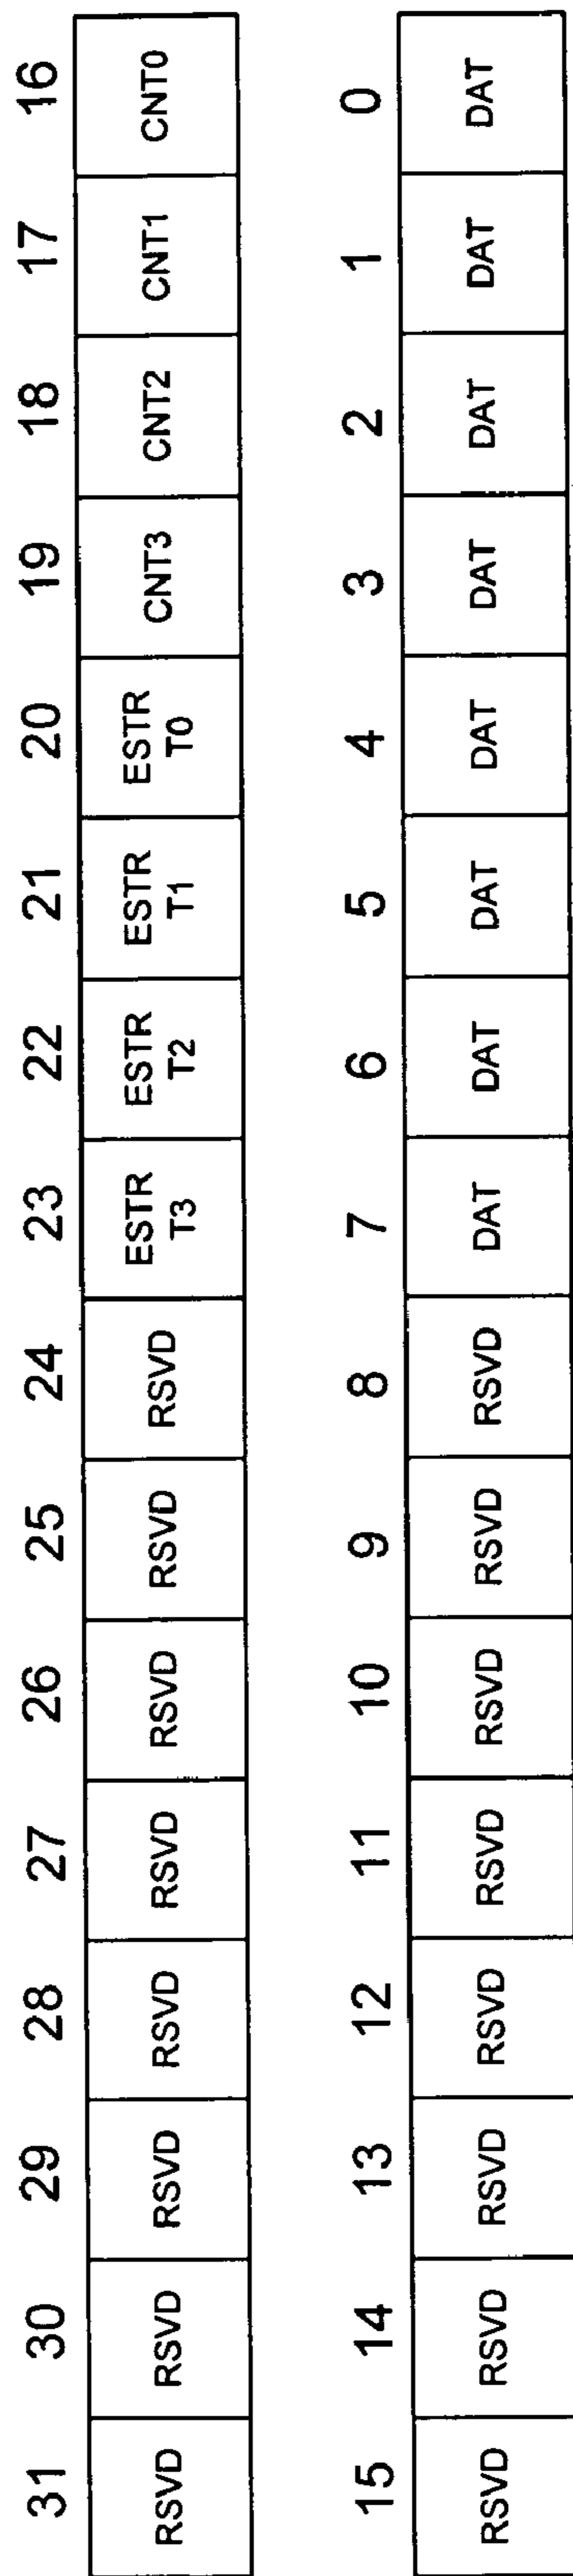 31 30 29 28 27 26 25 24 23 22 21 20 19 18 17 16
RSVD RSVD RSVD RSVD RSVD RSVD RSVD RSVD ESTR ESTR ESTR ESTR CNT3 CNT2 CNT1 CNT0
T3 T2 T1 T0
15 14 13 12 11 10 9 8 7 6 5 4 3 2 1 0
RSVD RSVD RSVD RSVD RSVD RSVD RSVD RSVD DAT DAT DAT DAT DAT DAT DAT DAT